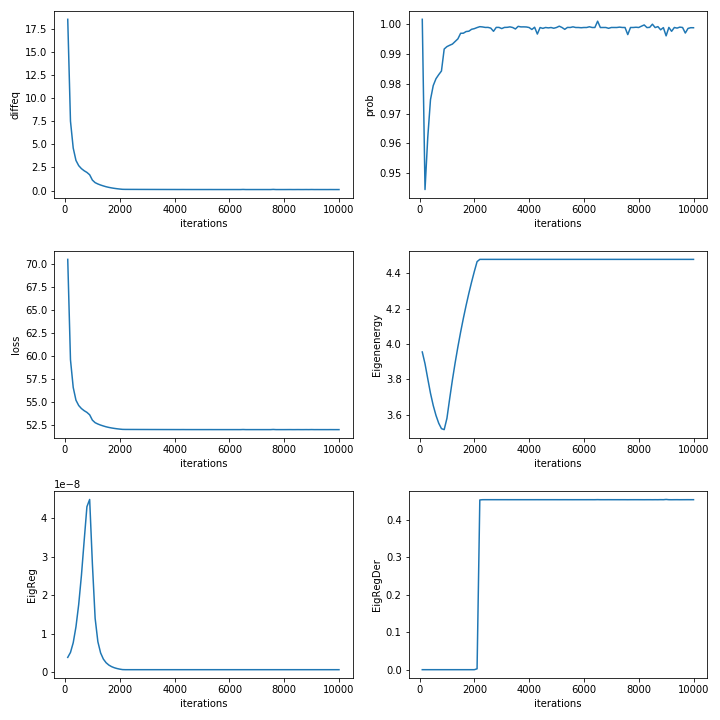 diffeq
17.5
15.0
12.5
10.0
7.5
5.0
2.5
0.0
0 2000 4000 6000 8000 10000
iterations
prob
1.00
0.99
0.98
0.97
0.96
0.95
0 2000 4000 6000 8000 10000
iterations
loss
70.0
67.5
65.0
62.5
60.0
57.5
55.0
52.5
0 2000 4000 6000 8000 10000
iterations
Eigenenergy
4.4
4.2
4.0
3.8
3.6
0 2000 4000 6000 8000 10000
iterations
1e−8
EigReg
4
3
2
1
0
0 2000 4000 6000 8000 10000
iterations
EigRegDer
0.4
0.3
0.2
0.1
0.0
0 2000 4000 6000 8000 10000
iterations